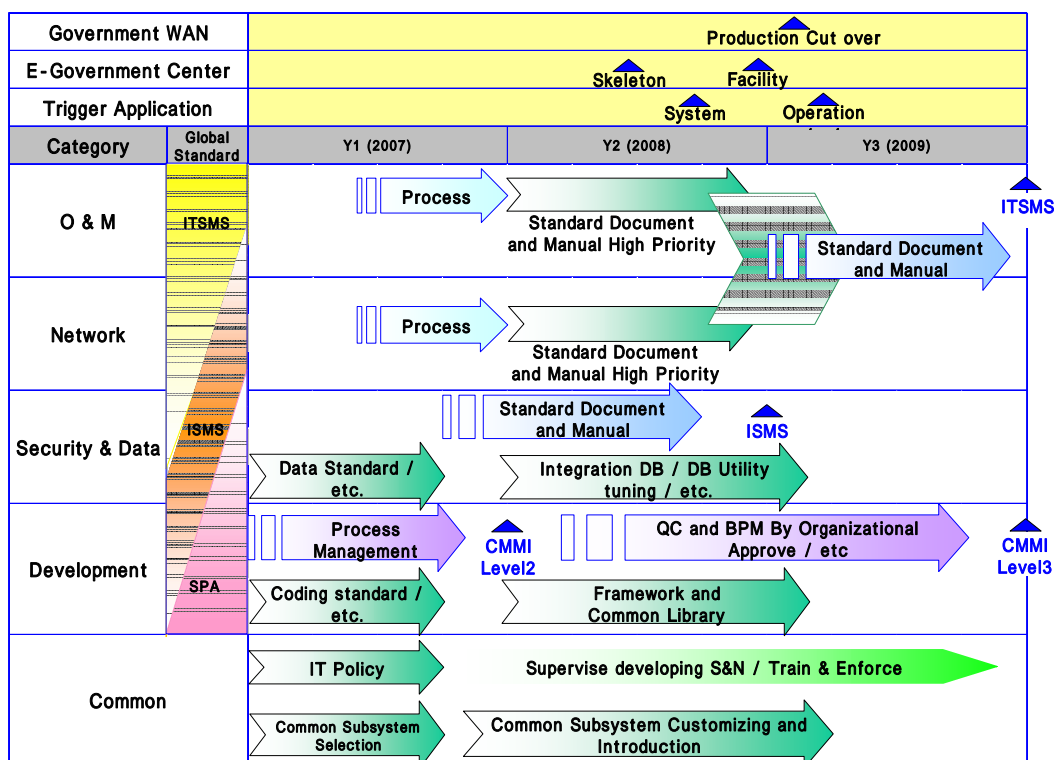 Government WAN
Production Cut over
E-Government Center
Skeleton
Facility
Trigger Application
System
Operation
Category
Global
Standard
Y1 (2007)
Y2 (2008)
Y3 (2009)
O & M
ITSMS
Process
Standard Document
and Manual High Priority
Standard Document
and Manual
ITSMS
Network
Process
Standard Document
and Manual High Priority
Security & Data
ISMS
Standard Document
and Manual
ISMS
Data Standard /
etc.
Integration DB / DB Utility
tuning / etc.
Development
SPA
Process
Management
CMMI
Level2
QC and BPM By Organizational
Approve / etc
CMMI
Level3
Coding standard /
etc.
Framework and
Common Library
Common
IT Policy
Supervise developing S&N / Train & Enforce
Common Subsystem
Selection
Common Subsystem Customizing and
Introduction